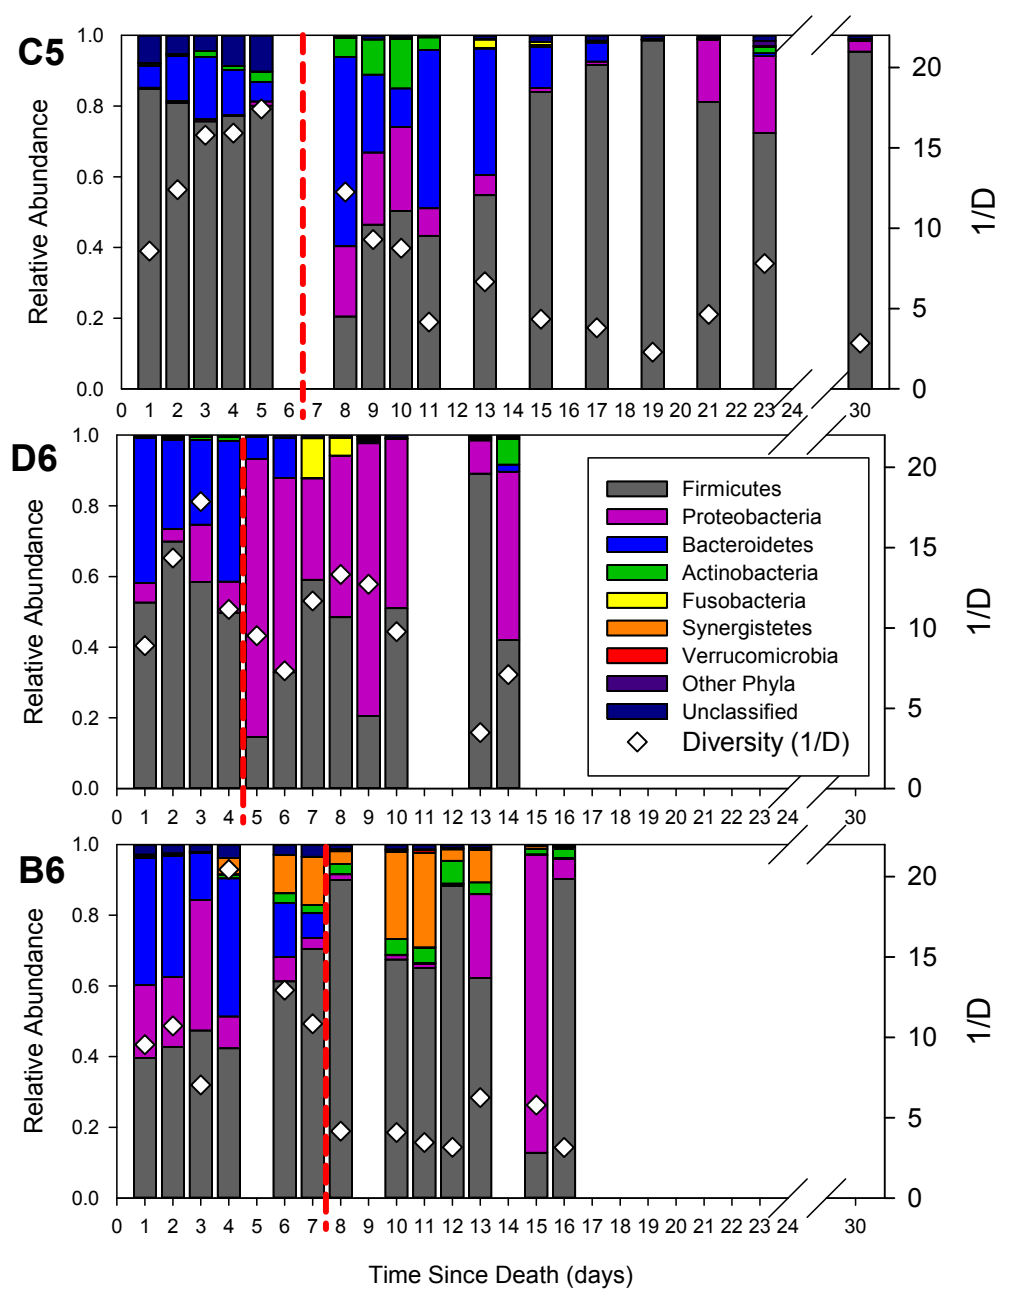 C5
Relative Abundance
1.0
0.8
0.6
0.4
0.2
0.0
20
15
10
5
0
1/D
0 1 2 3 4 5 6 7 8 9 10 11 12 13 14 15 16 17 18 19 20 21 22 23 24 30
D6
Relative Abundance
1.0
0.8
0.6
0.4
0.2
0.0
Firmicutes
Proteobacteria
Bacteroidetes
Actinobacteria
Fusobacteria
Synergistetes
Verrucomicrobia
Other Phyla
Unclassified
Diversity (1/D)
20
15
10
5
0
1/D
0 1 2 3 4 5 6 7 8 9 10 11 12 13 14 15 16 17 18 19 20 21 22 23 24 30
B6
Relative Abundance
1.0
0.8
0.6
0.4
0.2
0.0
20
15
10
5
0
1/D
0 1 2 3 4 5 6 7 8 9 10 11 12 13 14 15 16 17 18 19 20 21 22 23 24 30
Time Since Death (days)